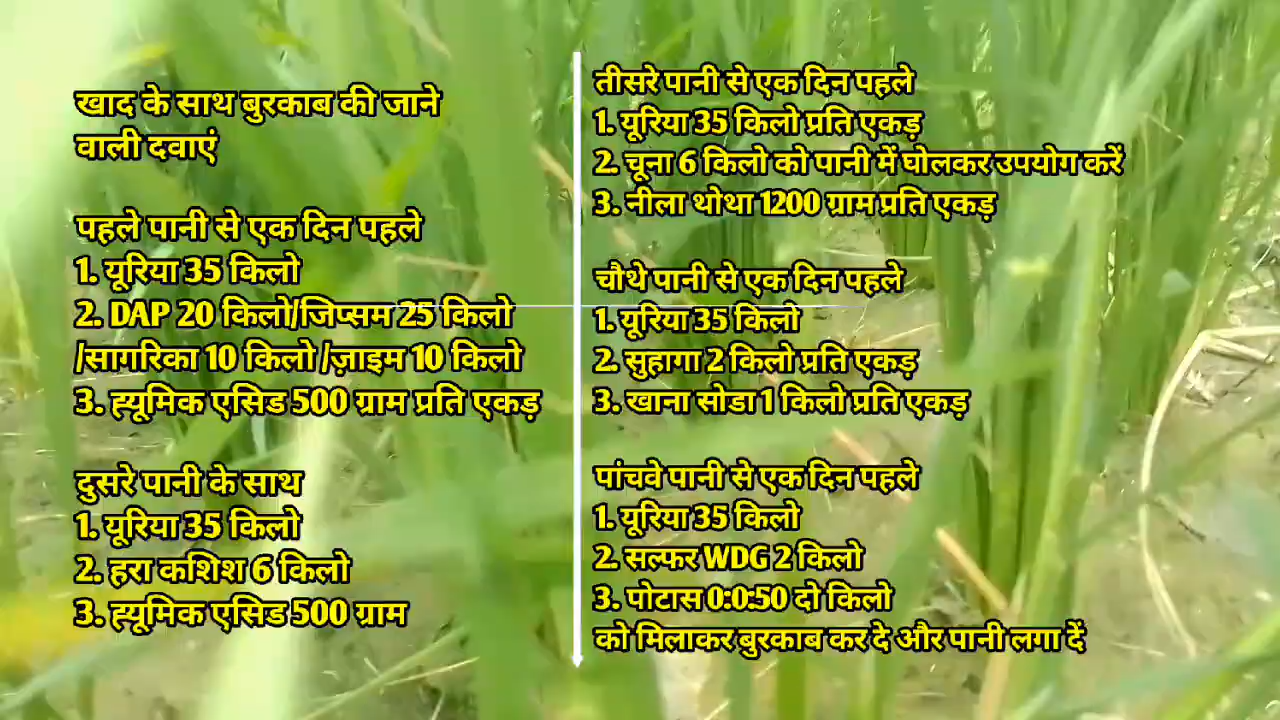 खाद के साथ बुरकाब की जाने
वाली दवाएं
पहले पानी से एक दिन पहले
1. यूरिया 35 किलो
2. DAP 20 किलो/जिप्सम 25 किलो
/सागरिका 10 किलो /ज़ाइम 10 किलो
3. ह्यूमिक एसिड 500 ग्राम प्रति एकड़
दुसरे पानी के साथ
1. यूरिया 35 किलो
2. हरा कशिश 6 किलो
3. ह्यूमिक एसिड 500 ग्राम
तीसरे पानी से एक दिन पहले
1. यूरिया 35 किलो प्रति एकड़
2. चूना 6 किलो को पानी में घोलकर उपयोग करें
3. नीला थोथा 1200 ग्राम प्रति एकड़
चौथे पानी से एक दिन पहले
1. यूरिया 35 किलो
2. सुहागा 2 किलो प्रति एकड़
3. खाना सोडा 1 किलो प्रति एकड़
पांचवे पानी से एक दिन पहले
1. यूरिया 35 किलो
2. सल्फर WDG 2 किलो
3. पोटास 0:0:50 दो किलो
को मिलाकर बुरकाब कर दे और पानी लगा दें